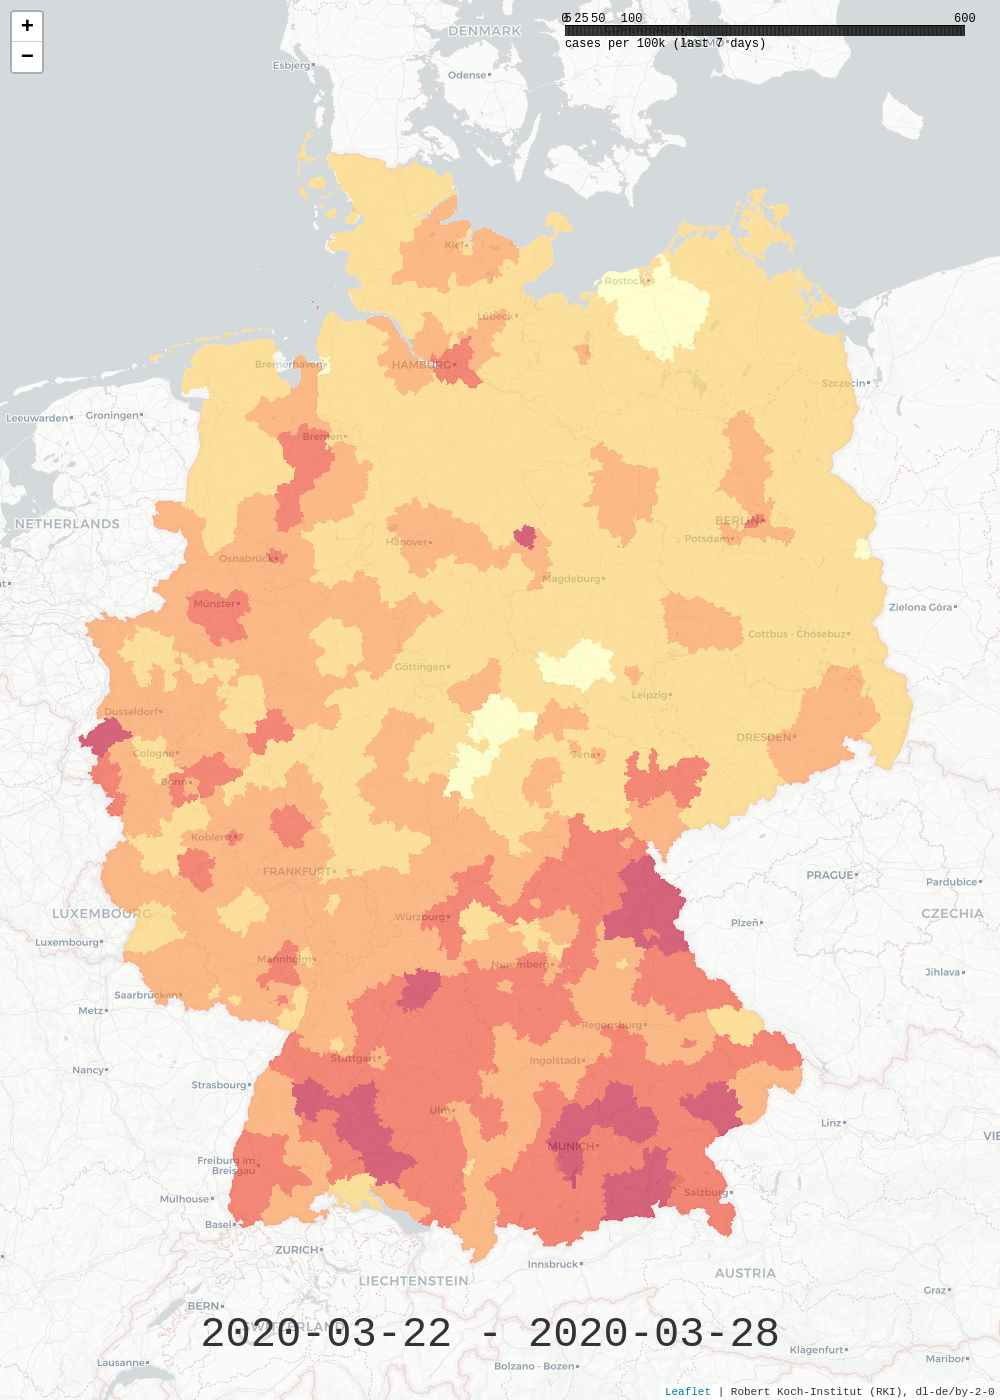 +
−
0 5 25 50 100 600
cases per 100k (last 7 days)
DENMARK
Esbjerg
Odense
Kiel
Rostock
Lübeck
Bremerhaven
HAMBURG
Szczecin
Leeuwarden
Groningen
Bremen
NETHERLANDS
BERLIN
Hanover
Potsdam
Osnabrück
Magdeburg
Münster
Zielona Góra
Cottbus - Chóśebuz
Göttingen
Leipzig
Dusseldorf
DRESDEN
Cologne
Jena
Bonn
Koblenz
FRANKFURT
PRAGUE
Pardubice
LUXEMBOURG
Würzburg
Plzeň
CZECHIA
Luxembourg
Mannheim
Nuremberg
Jihlava
Saarbrücken
Metz
Regensburg
Stuttgart
Ingolstadt
Nancy
Strasbourg
Ulm
Linz
VIE
MUNICH
Freiburg im
Breisgau
Mulhouse
Salzburg
Basel
ZURICH
Innsbruck
LIECHTENSTEIN
AUSTRIA
Graz
BERN
SWITZERLAND
2020-03-22 - 2020-03-28
Klagenfurt
Lausanne
Bolzano - Bozen
Maribor
Leaflet | Robert Koch-Institut (RKI), dl-de/by-2-0